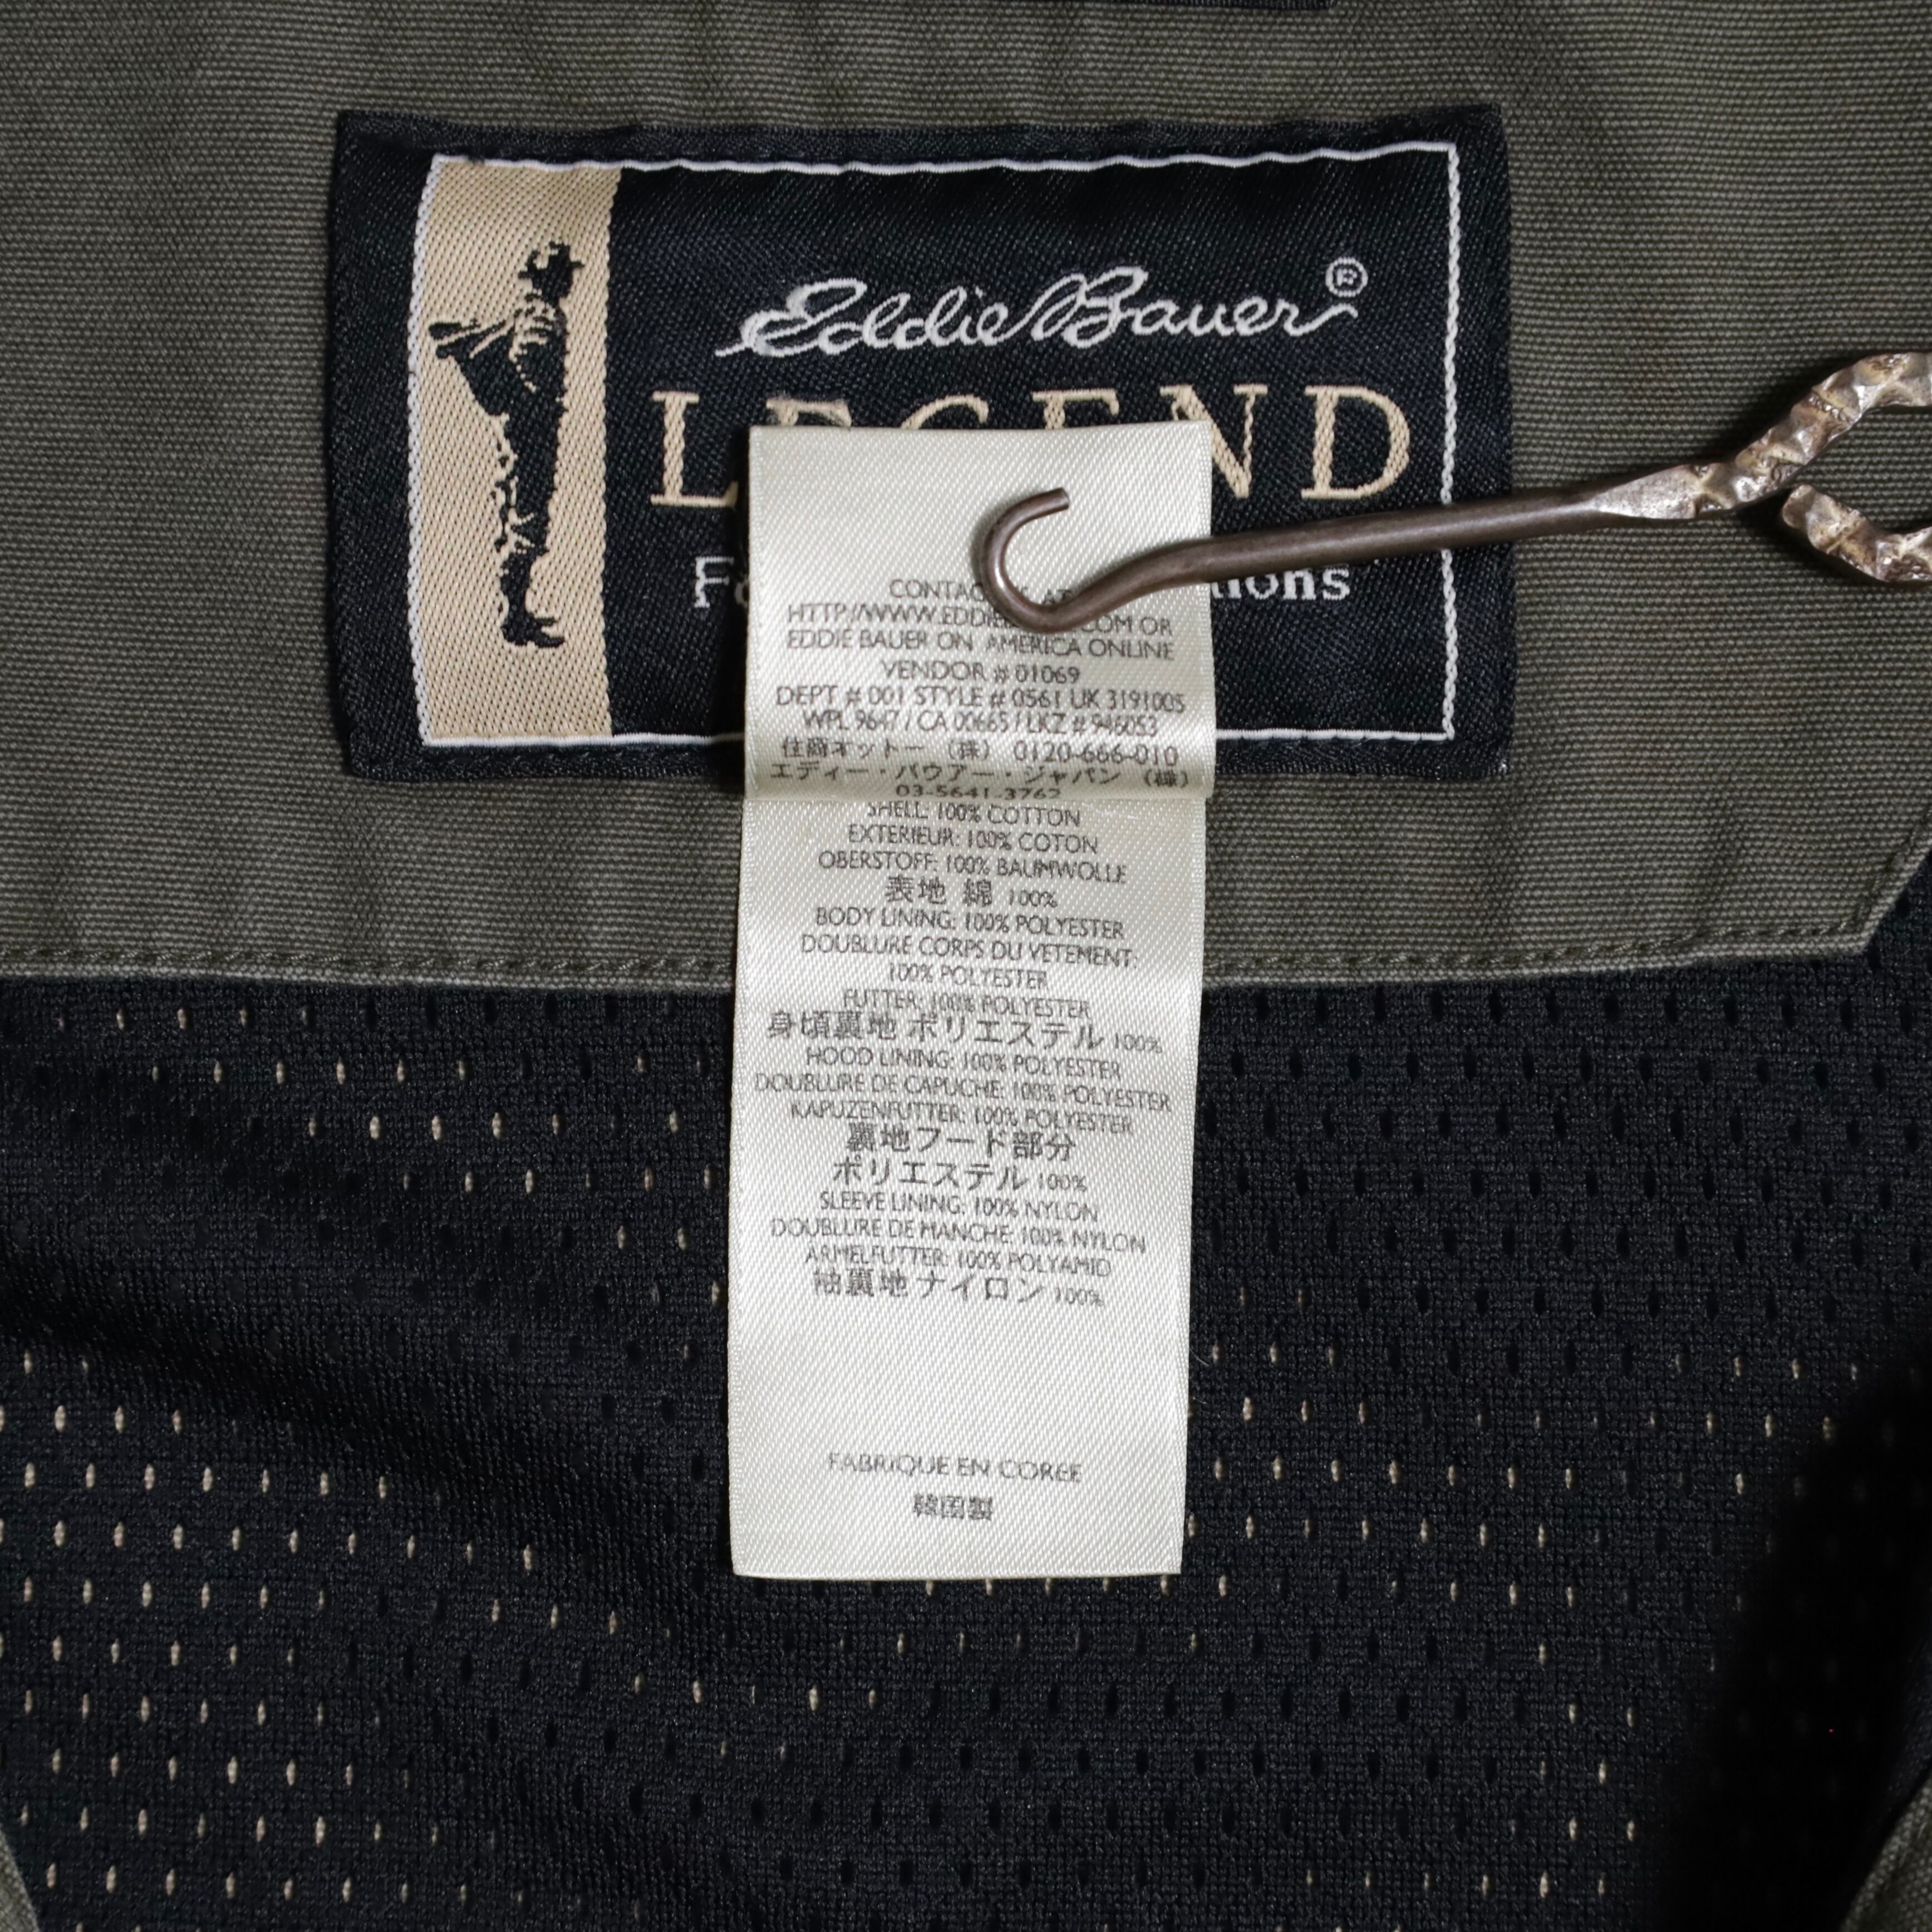 Eddie Bauer®
LEGEND
HTTP://WWW.EDDIE COM OR
EDDIE BAUER ON AMERICA ONLINE
VENDOR # 01069
DEPT # 001 STYLE # 0561 UK 3191005
WPL 9647 / CA 00665 / LKZ # 946053
住商オットー （株） 0120-666-010
エディー・バウアー・ジャパン （株）
03-5641-3762
SHELL: 100% COTTON
EXTERIEUR: 100% COTON
OBERSTOFF: 100% BAUMWOLLE
表地 綿 100%
BODY LINING: 100% POLYESTER
DOUBLURE CORPS DU VETEMENT:
100% POLYESTER
FUTTER: 100% POLYESTER
身頃裏地 ポリエステル 100%
HOOD LINING: 100% POLYESTER
DOUBLURE DE CAPUCHE: 100% POLYESTER
KAPUZENFUTTER: 100% POLYESTER
裏地フード部分
ポリエステル 100%
SLEEVE LINING: 100% NYLON
DOUBLURE DE MANCHE: 100% NYLON
ARMELFUTTER: 100% POLYAMID
袖裏地 ナイロン 100%
FABRIQUE EN COREE
韓国製